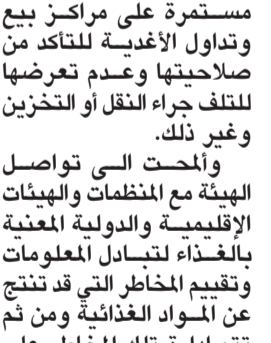 مستمرة على مراكز بيع
وتداول الأغدية للتأكد من
صلاحيتها وعدم تعرضها
للتلف جراء النقل أو التخزين
وغير ذلك.
وألمحت الى تواصل
الهيئة مع المنظمات والهيئات
الإقليمية والدولية المعنية
بالغذاء لتبادل المعلومات
وتقييم المخاطر التي قد تنتج
عن المواد الغذائية ومن ثم